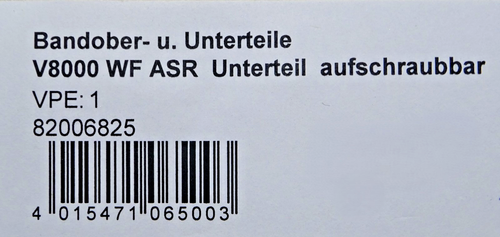 Bandober- u. Unterteile
V8000 WF ASR Unterteil aufschraubbar
VPE: 1
82006825
4 015471 065003